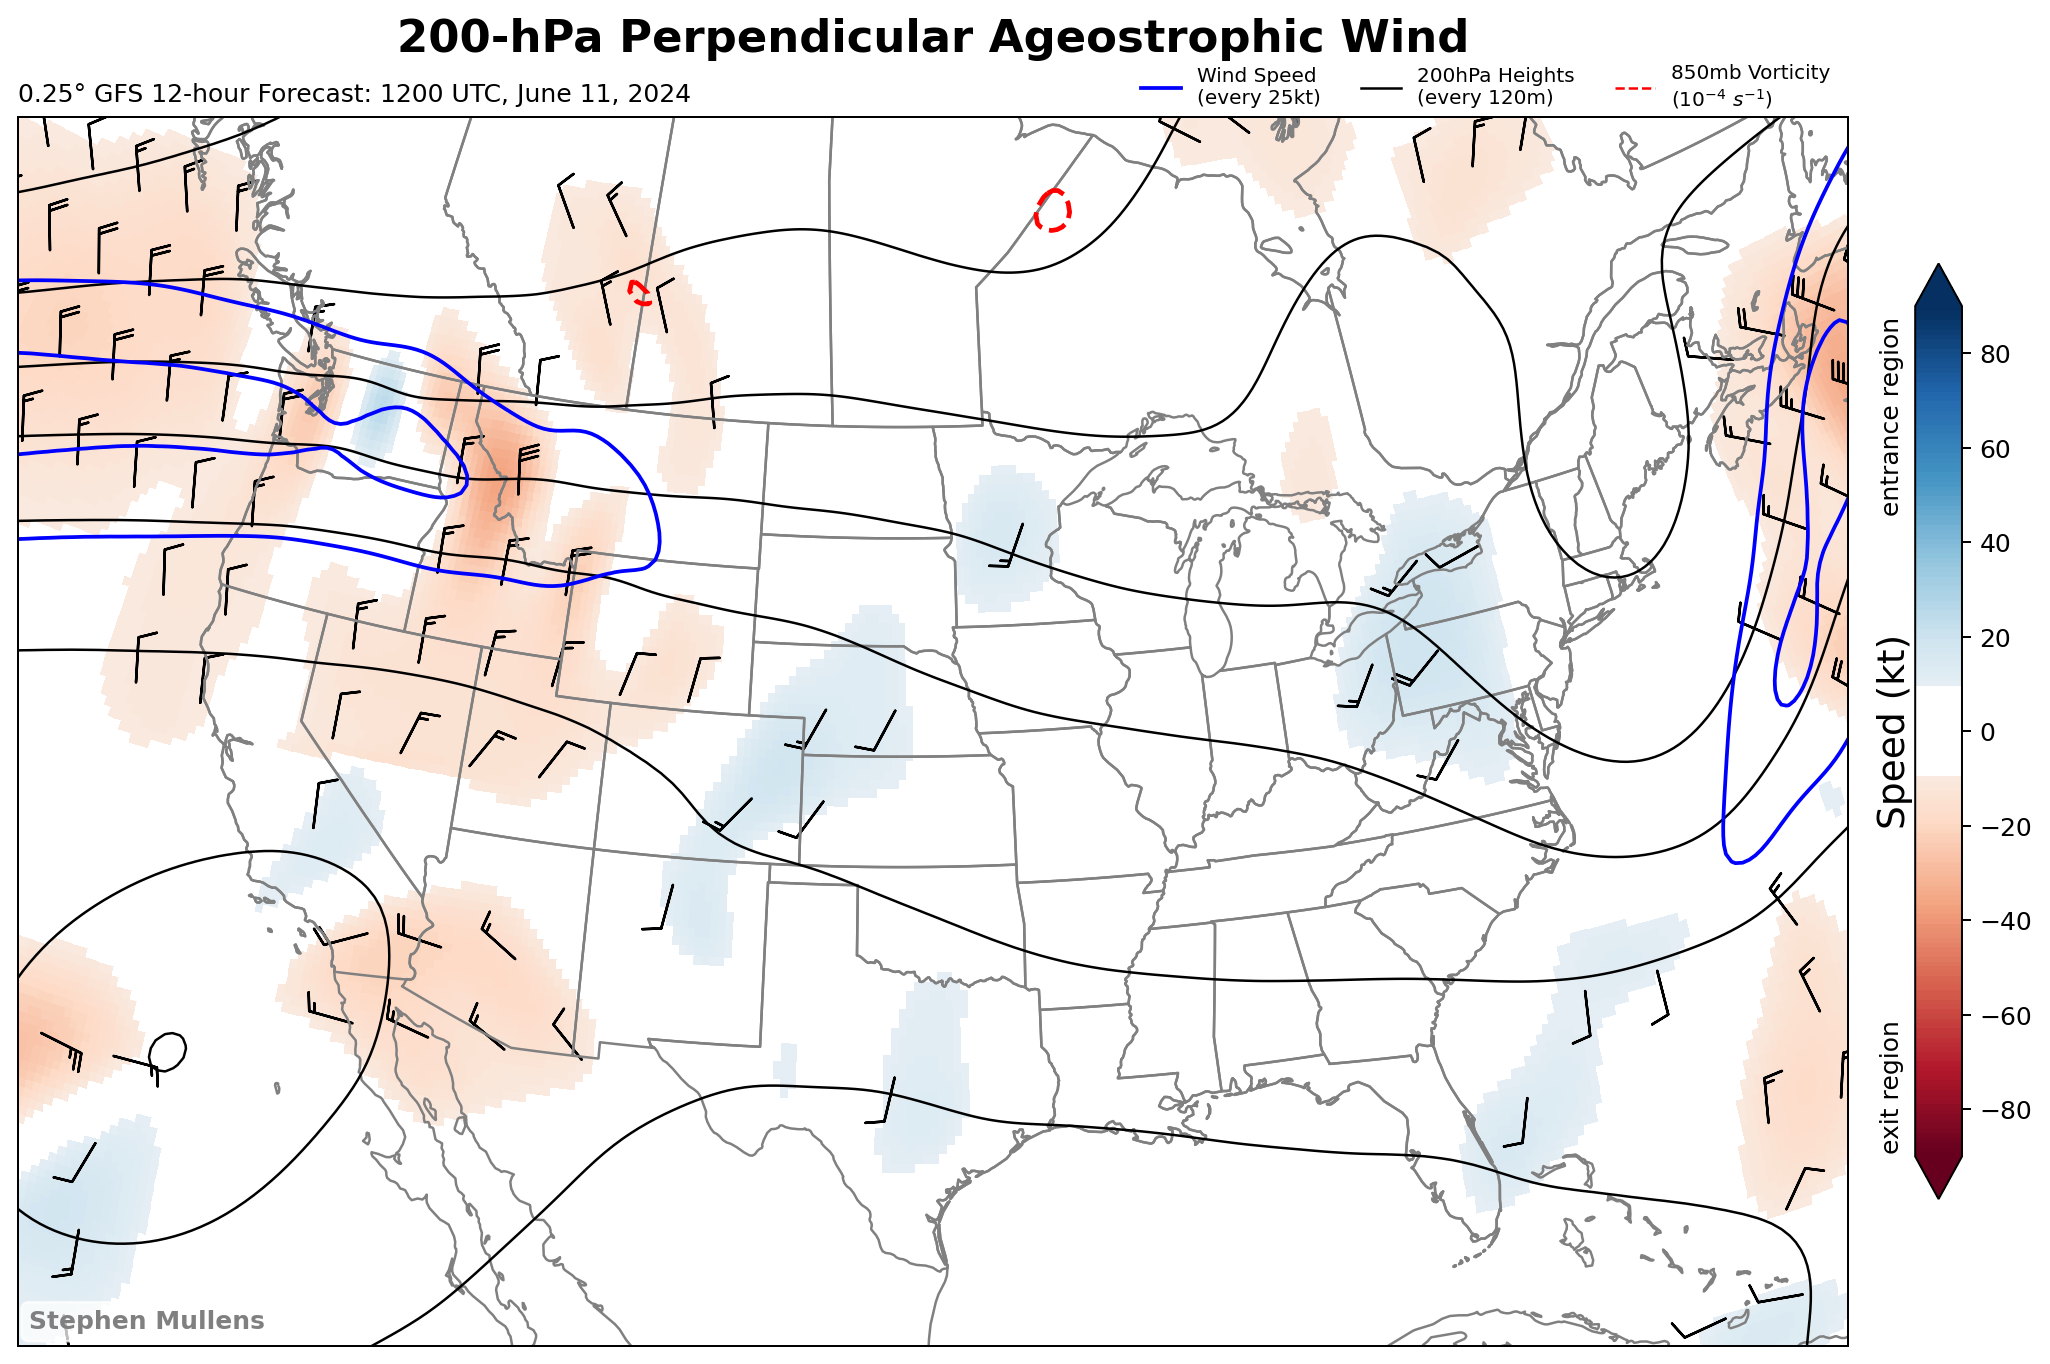 200-hPa Perpendicular Ageostrophic Wind
0.25° GFS 12-hour Forecast: 1200 UTC, June 11, 2024
Wind Speed
(every 25kt)
200hPa Heights
(every 120m)
850mb Vorticity
(10⁻⁴ s⁻¹)
entrance region
Speed (kt)
exit region
80
60
40
20
0
−20
−40
−60
−80
Stephen Mullens